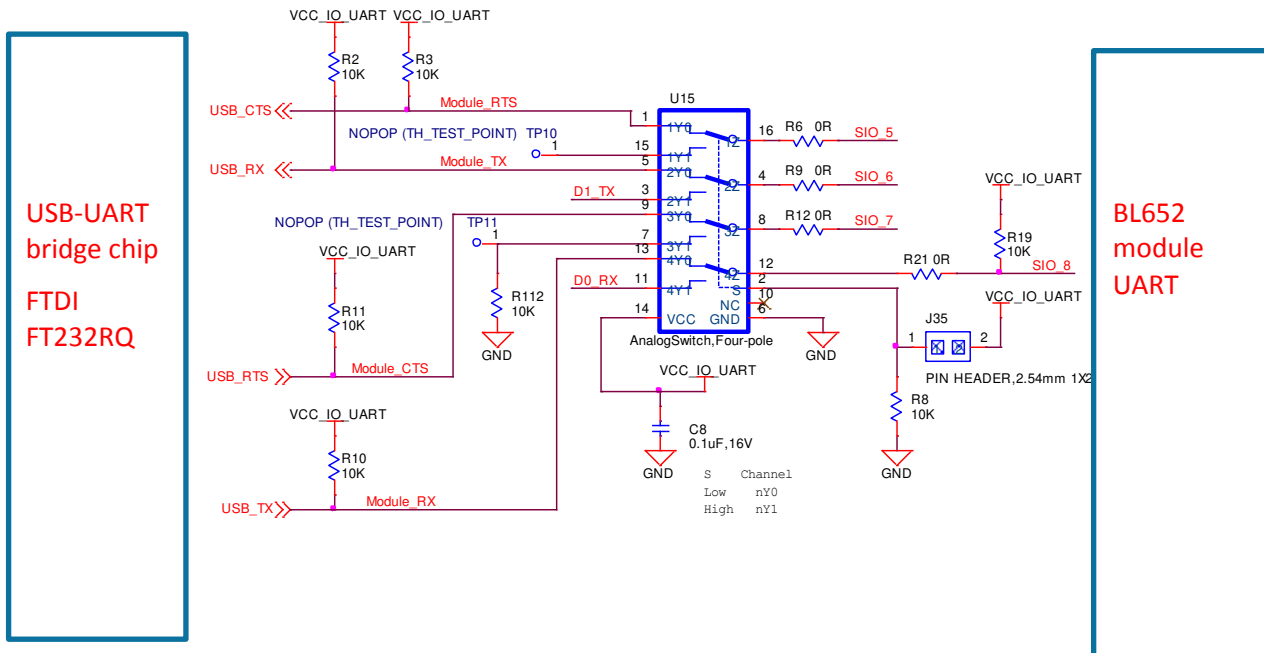 VCC_IO_UART VCC_IO_UART
R2
10K
R3
10K
USB_CTS
Module_RTS
U15
NOPOP (TH_TEST_POINT) TP10
1
USB_RX
Module_TX
D1_TX
NOPOP (TH_TEST_POINT) TP11
1
VCC_IO_UART
R11
10K
R112
10K
GND
D0_RX
1 1Y0
15 1Y1
5 2Y0
3 2Y1
9 3Y0
7 3Y1
13 4Y0
11 4Y1
14 VCC
1Z 16
2Z 4
3Z 8
4Z 12
S 2
NC 10
GND 6
AnalogSwitch,Four-pole
R6 0R SIO_5
R9 0R SIO_6
R12 0R SIO_7
R21 0R SIO_8
VCC_IO_UART
R19
10K
VCC_IO_UART
J35
1 2
PIN HEADER,2.54mm 1X2
R8
10K
GND
GND
USB_RTS
Module_CTS
VCC_IO_UART
R10
10K
USB_TX
Module_RX
VCC_IO_UART
C8
0.1uF,16V
GND
S Channel
Low nY0
High nY1
USB-UART
bridge chip
FTDI
FT232RQ
BL652
module
UART